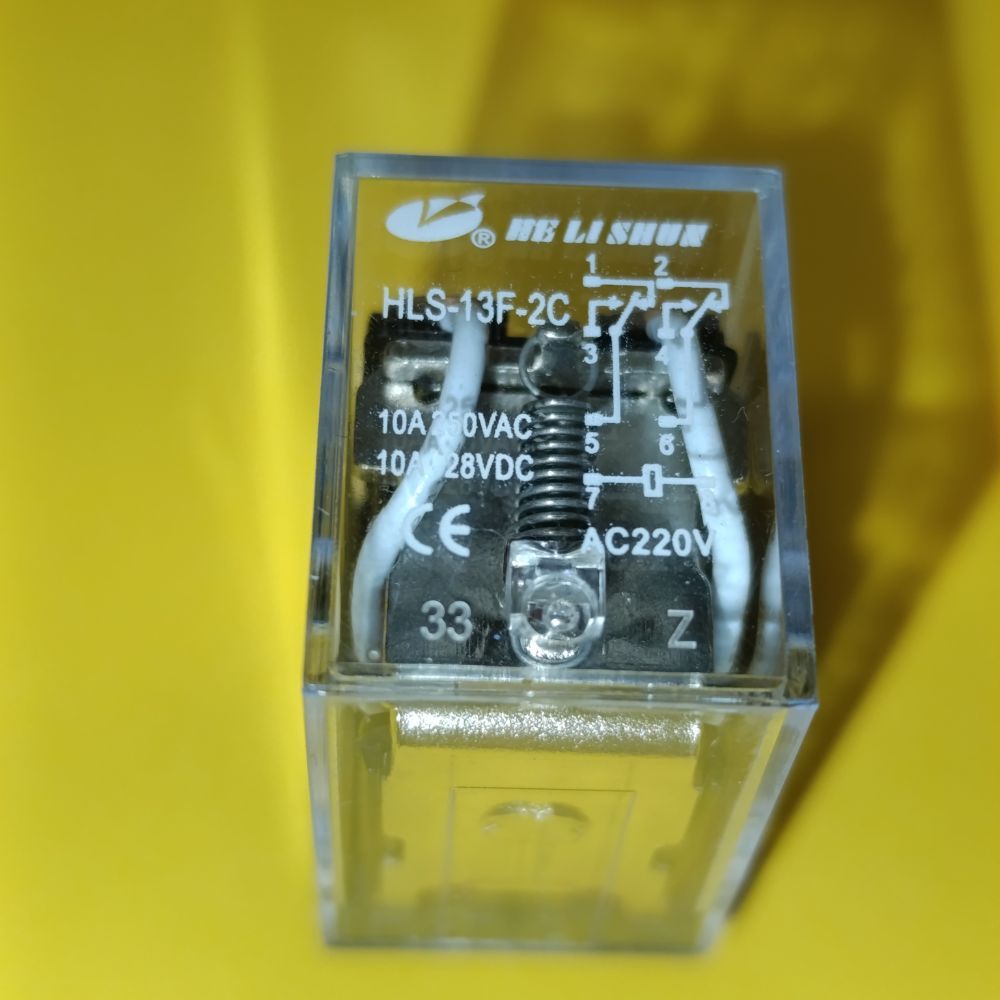 ® HE LI SHUN
HLS-13F-2C
1 2
3 4
10A 250VAC
10A 28VDC
5 6
7
CE
AC220V
33
Z